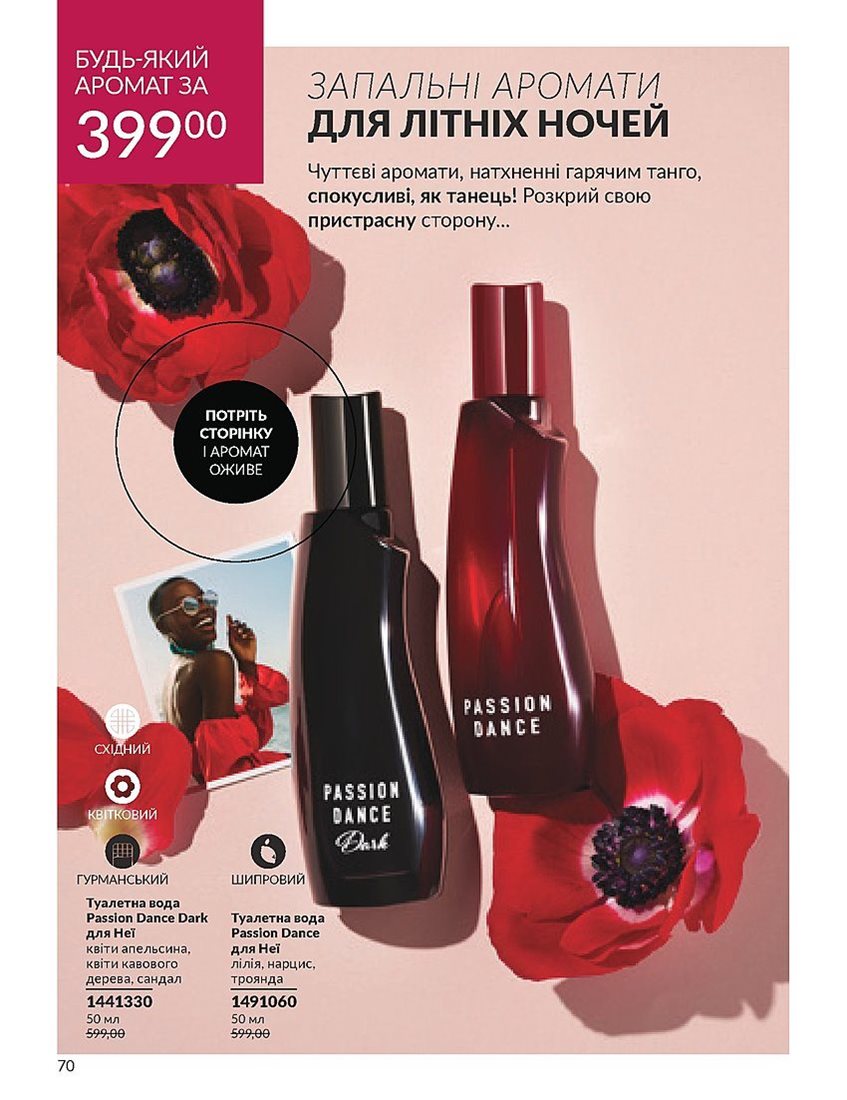 БУДЬ-ЯКИЙ
АРОМАТ ЗА
399⁰⁰
ЗАПАЛЬНІ АРОМАТИ
ДЛЯ ЛІТНІХ НОЧЕЙ
Чуттєві аромати, натхненні гарячим танго,
спокусливі, як танець! Розкрий свою
пристрасну сторону...
ПОТРІТЬ
СТОРІНКУ
І АРОМАТ
ОЖИВЕ
PASSION
DANCE
PASSION
DANCE
Dark
СХІДНИЙ
КВІТКОВИЙ
ГУРМАНСЬКИЙ
Туалетна вода
Passion Dance Dark
для Неї
квіти апельсина,
квіти кавового
дерева, сандал
1441330
50 мл
599,00
ШИПРОВИЙ
Туалетна вода
Passion Dance
для Неї
лілія, нарцис,
троянда
1491060
50 мл
599,00
70